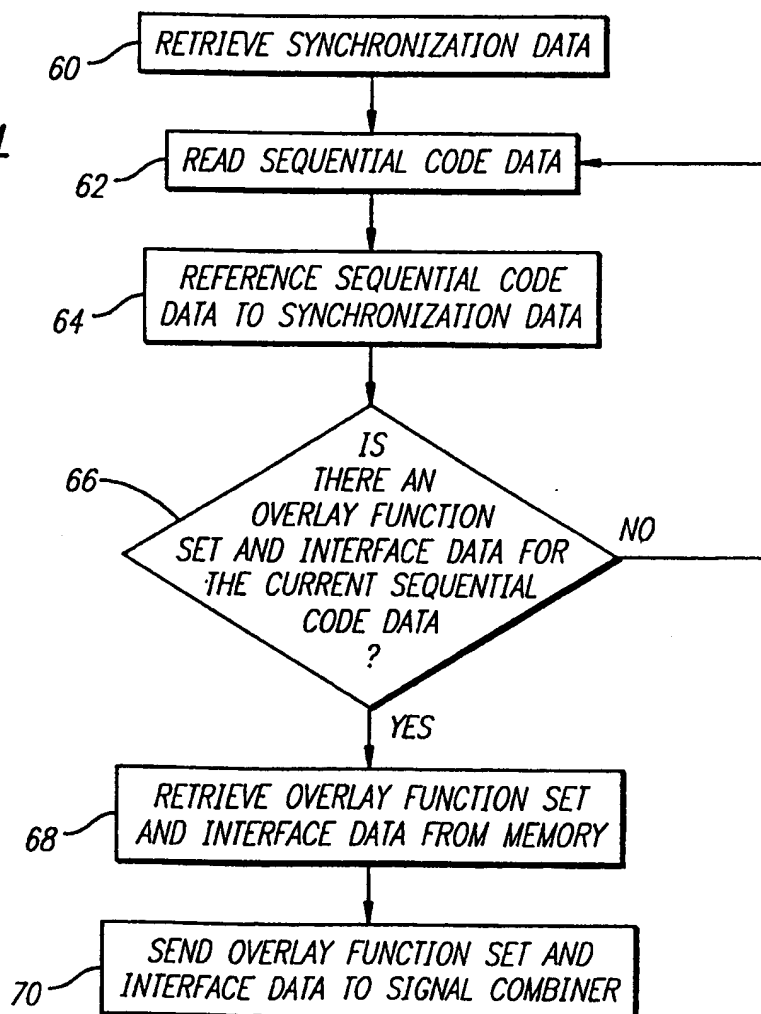 60
RETRIEVE SYNCHRONIZATION DATA
62
READ SEQUENTIAL CODE DATA
64
REFERENCE SEQUENTIAL CODE
DATA TO SYNCHRONIZATION DATA
66
IS
THERE AN
OVERLAY FUNCTION
SET AND INTERFACE DATA FOR
THE CURRENT SEQUENTIAL
CODE DATA
?
NO
YES
68
RETRIEVE OVERLAY FUNCTION SET
AND INTERFACE DATA FROM MEMORY
70
SEND OVERLAY FUNCTION SET AND
INTERFACE DATA TO SIGNAL COMBINER